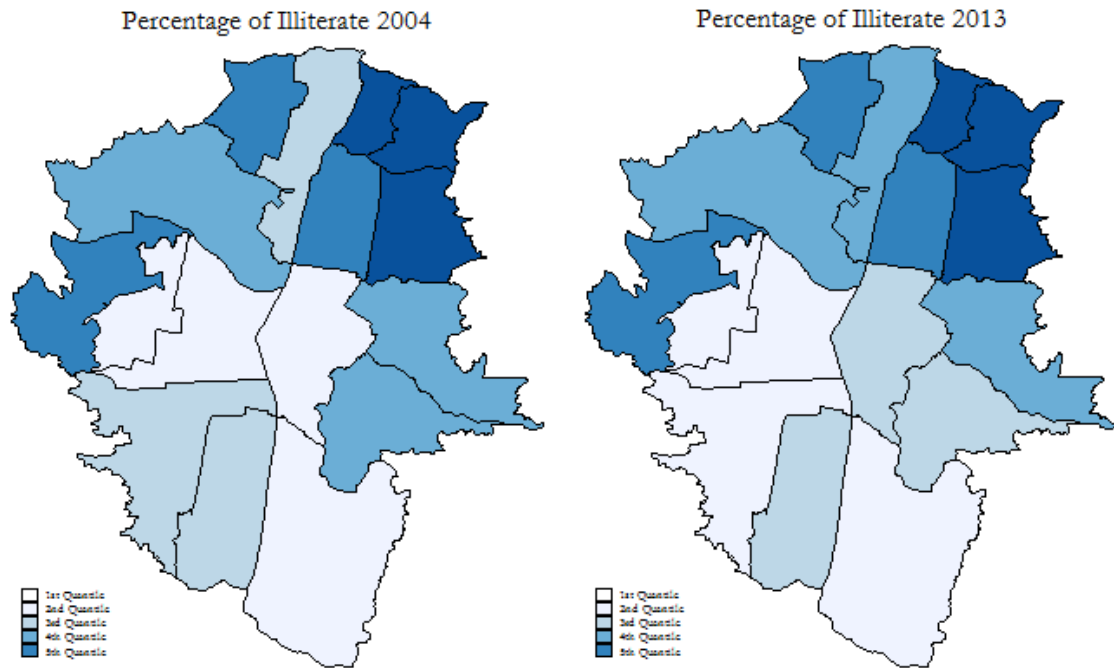 Percentage of Illiterate 2004
Percentage of Illiterate 2013
1st Quantile
2nd Quantile
3rd Quantile
4th Quantile
5th Quantile
1st Quantile
2nd Quantile
3rd Quantile
4th Quantile
5th Quantile